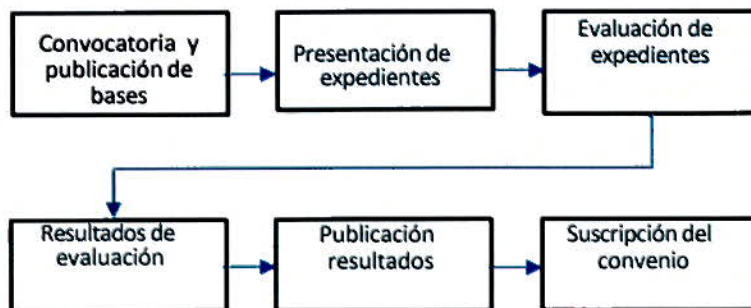 Convocatoria y
publicación de
bases
Presentación de
expedientes
Evaluación de
expedientes
Resultados de
evaluación
Publicación
resultados
Suscripción del
convenio